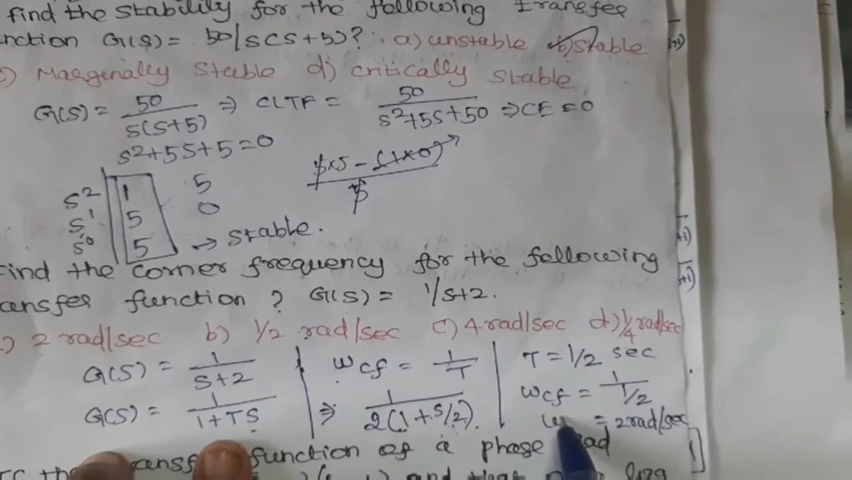 find the stability for the following transfer
nction G(S) = 50/S(S+5)? a) unstable b) stable
c) Marginally stable d) critically stable
G(S) = 50/S(S+5) ⇒ CLTF = 50/S²+5S+50 ⇒ CE = 0
S²+5S+5=0
S² 1 5
S¹ 5 0
S⁰ 5 → stable.
Find the corner frequency for the following
ansfer function? G(S) = 1/S+2.
a) 2 rad/sec b) 1/2 rad/sec c) 4 rad/sec d) 1/4 rad/sec
G(S) = 1/S+2 ωcf = 1/T T = 1/2 sec
G(S) = 1/1+TS ⇒ 1/2(1+S/2). ωcf = 1/1/2
= 2 rad/sec
function of a phase
and